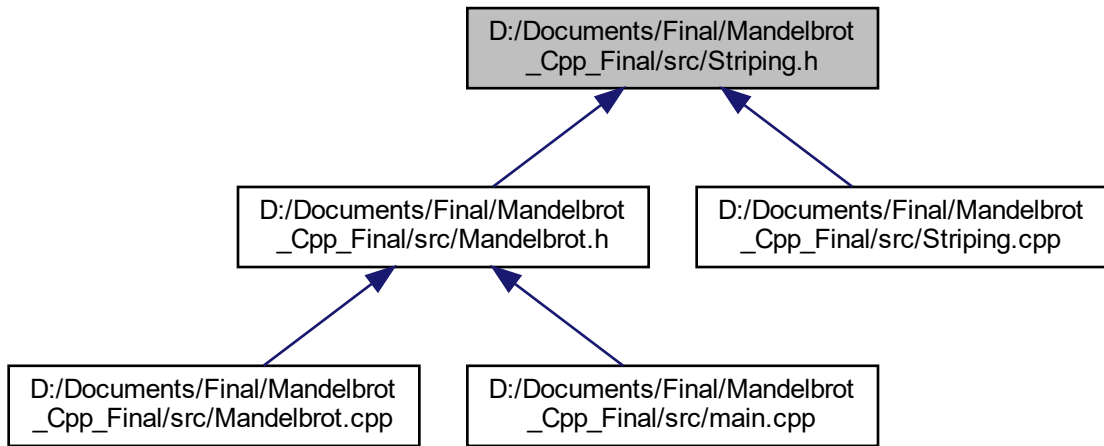 D:/Documents/Final/Mandelbrot
_Cpp_Final/src/Striping.h
D:/Documents/Final/Mandelbrot
_Cpp_Final/src/Mandelbrot.h
D:/Documents/Final/Mandelbrot
_Cpp_Final/src/Striping.cpp
D:/Documents/Final/Mandelbrot
_Cpp_Final/src/Mandelbrot.cpp
D:/Documents/Final/Mandelbrot
_Cpp_Final/src/main.cpp